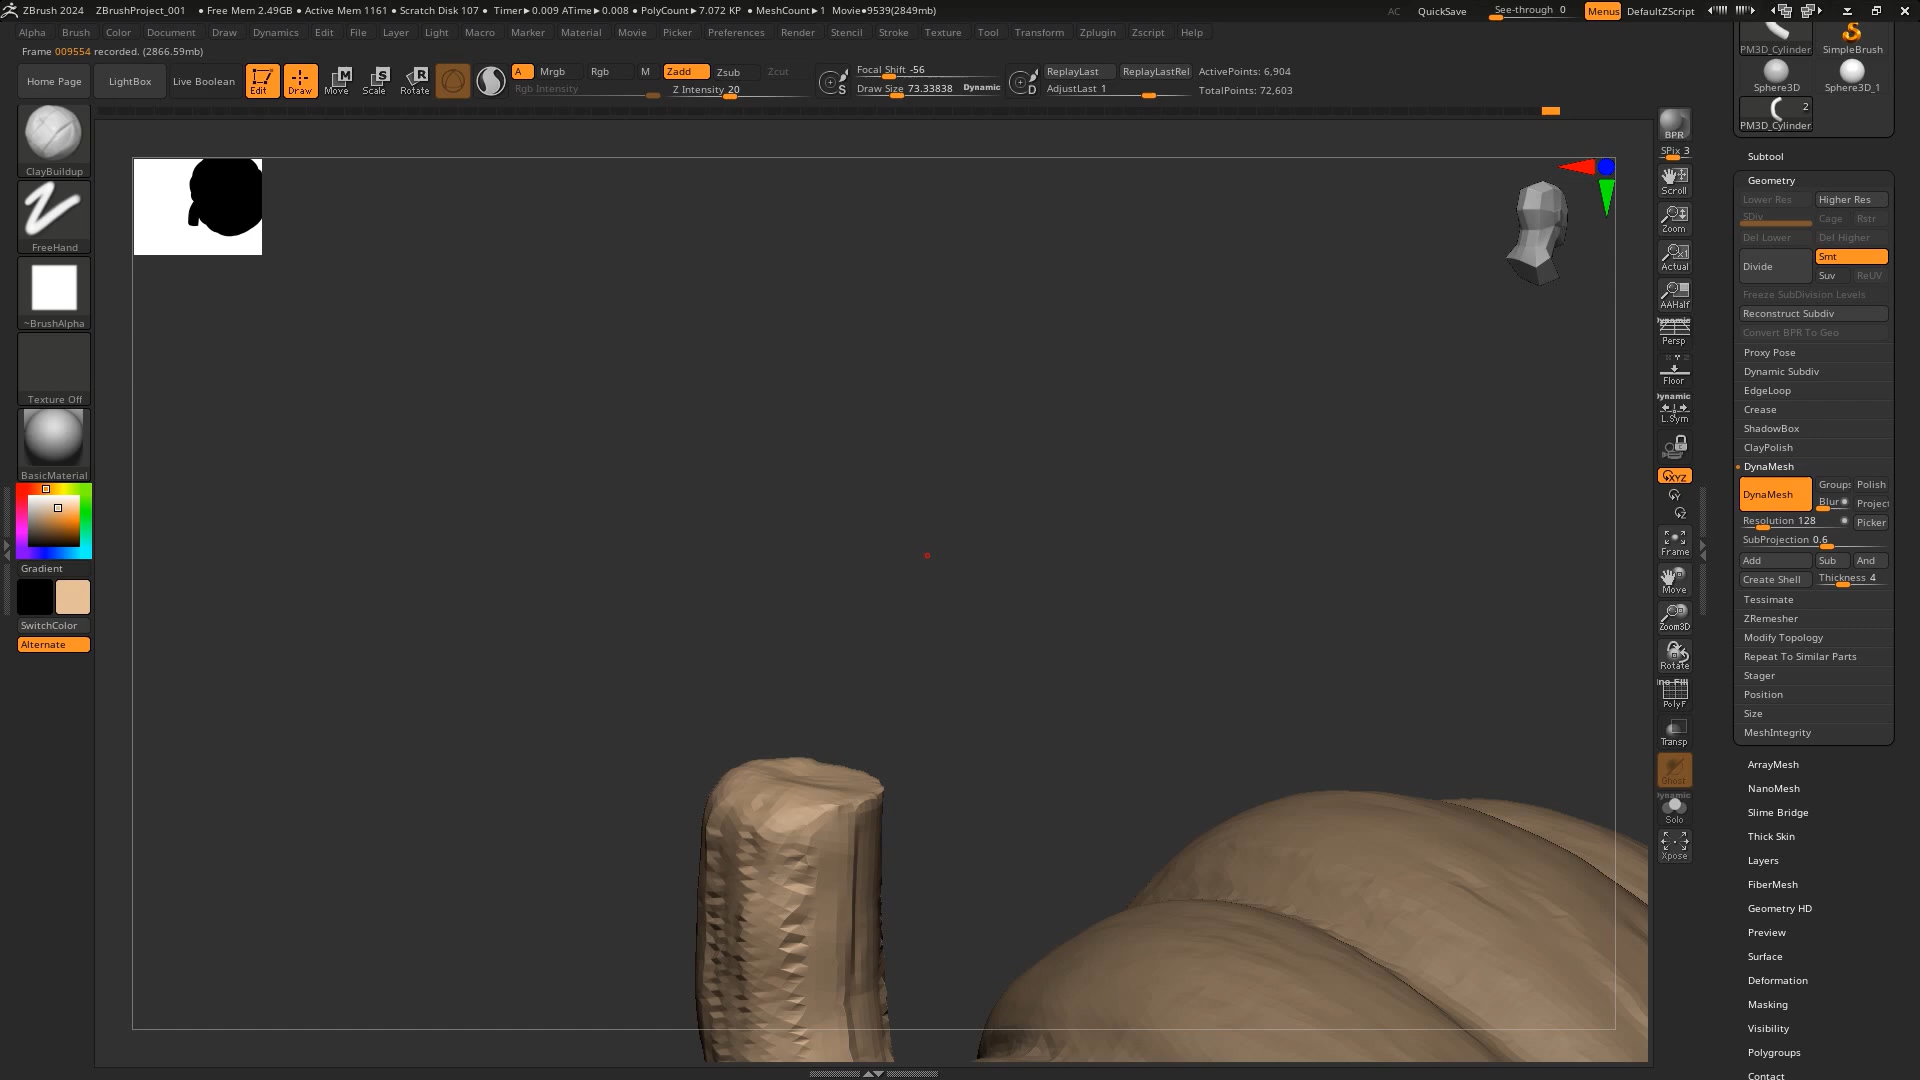 ZBrush 2024 ZBrushProject_001 ● Free Mem 2.49GB ● Active Mem 1161 ● Scratch Disk 107 ● Timer►0.009 ATime►0.008 ● PolyCount►7.072 KP ● MeshCount►1 Movie●9539(2849mb) AC QuickSave See-through 0 Menus DefaultZScript
Alpha Brush Color Document Draw Dynamics Edit File Layer Light Macro Marker Material Movie Picker Preferences Render Stencil Stroke Texture Tool Transform Zplugin Zscript Help
Frame 009554 recorded. (2866.59mb)
Home Page LightBox Live Boolean Edit Draw Move Scale Rotate A Mrgb Rgb M Zadd Zsub Zcut
Rgb Intensity Z Intensity 20
Focal Shift -56
Draw Size 73.33838 Dynamic
S D
ReplayLast ReplayLastRel ActivePoints: 6,904
AdjustLast 1 TotalPoints: 72,603
ClayBuildup
FreeHand
~BrushAlpha
Texture Off
BasicMaterial
Gradient
SwitchColor
Alternate
BPR
SPix 3
Scroll
Zoom
Actual
AAHalf
Persp
Floor
Dynamic
L.Sym
XYZ
Y
Z
Frame
Move
Zoom3D
Rotate
PolyF
Transp
Ghost
Dynamic
Solo
Xpose
PM3D_Cylinder SimpleBrush
Sphere3D Sphere3D_1
2
PM3D_Cylinder
Subtool
Geometry
Lower Res Higher Res
SDiv Cage Rstr
Del Lower Del Higher
Divide Smt
Suv ReUV
Freeze SubDivision Levels
Reconstruct Subdiv
Convert BPR To Geo
Proxy Pose
Dynamic Subdiv
EdgeLoop
Crease
ShadowBox
ClayPolish
DynaMesh
DynaMesh Groups Polish
Blur Project
Resolution 128 Picker
SubProjection 0.6
Add Sub And
Create Shell Thickness 4
Tessimate
ZRemesher
Modify Topology
Repeat To Similar Parts
Stager
Position
Size
MeshIntegrity
ArrayMesh
NanoMesh
Slime Bridge
Thick Skin
Layers
FiberMesh
Geometry HD
Preview
Surface
Deformation
Masking
Visibility
Polygroups
Contact